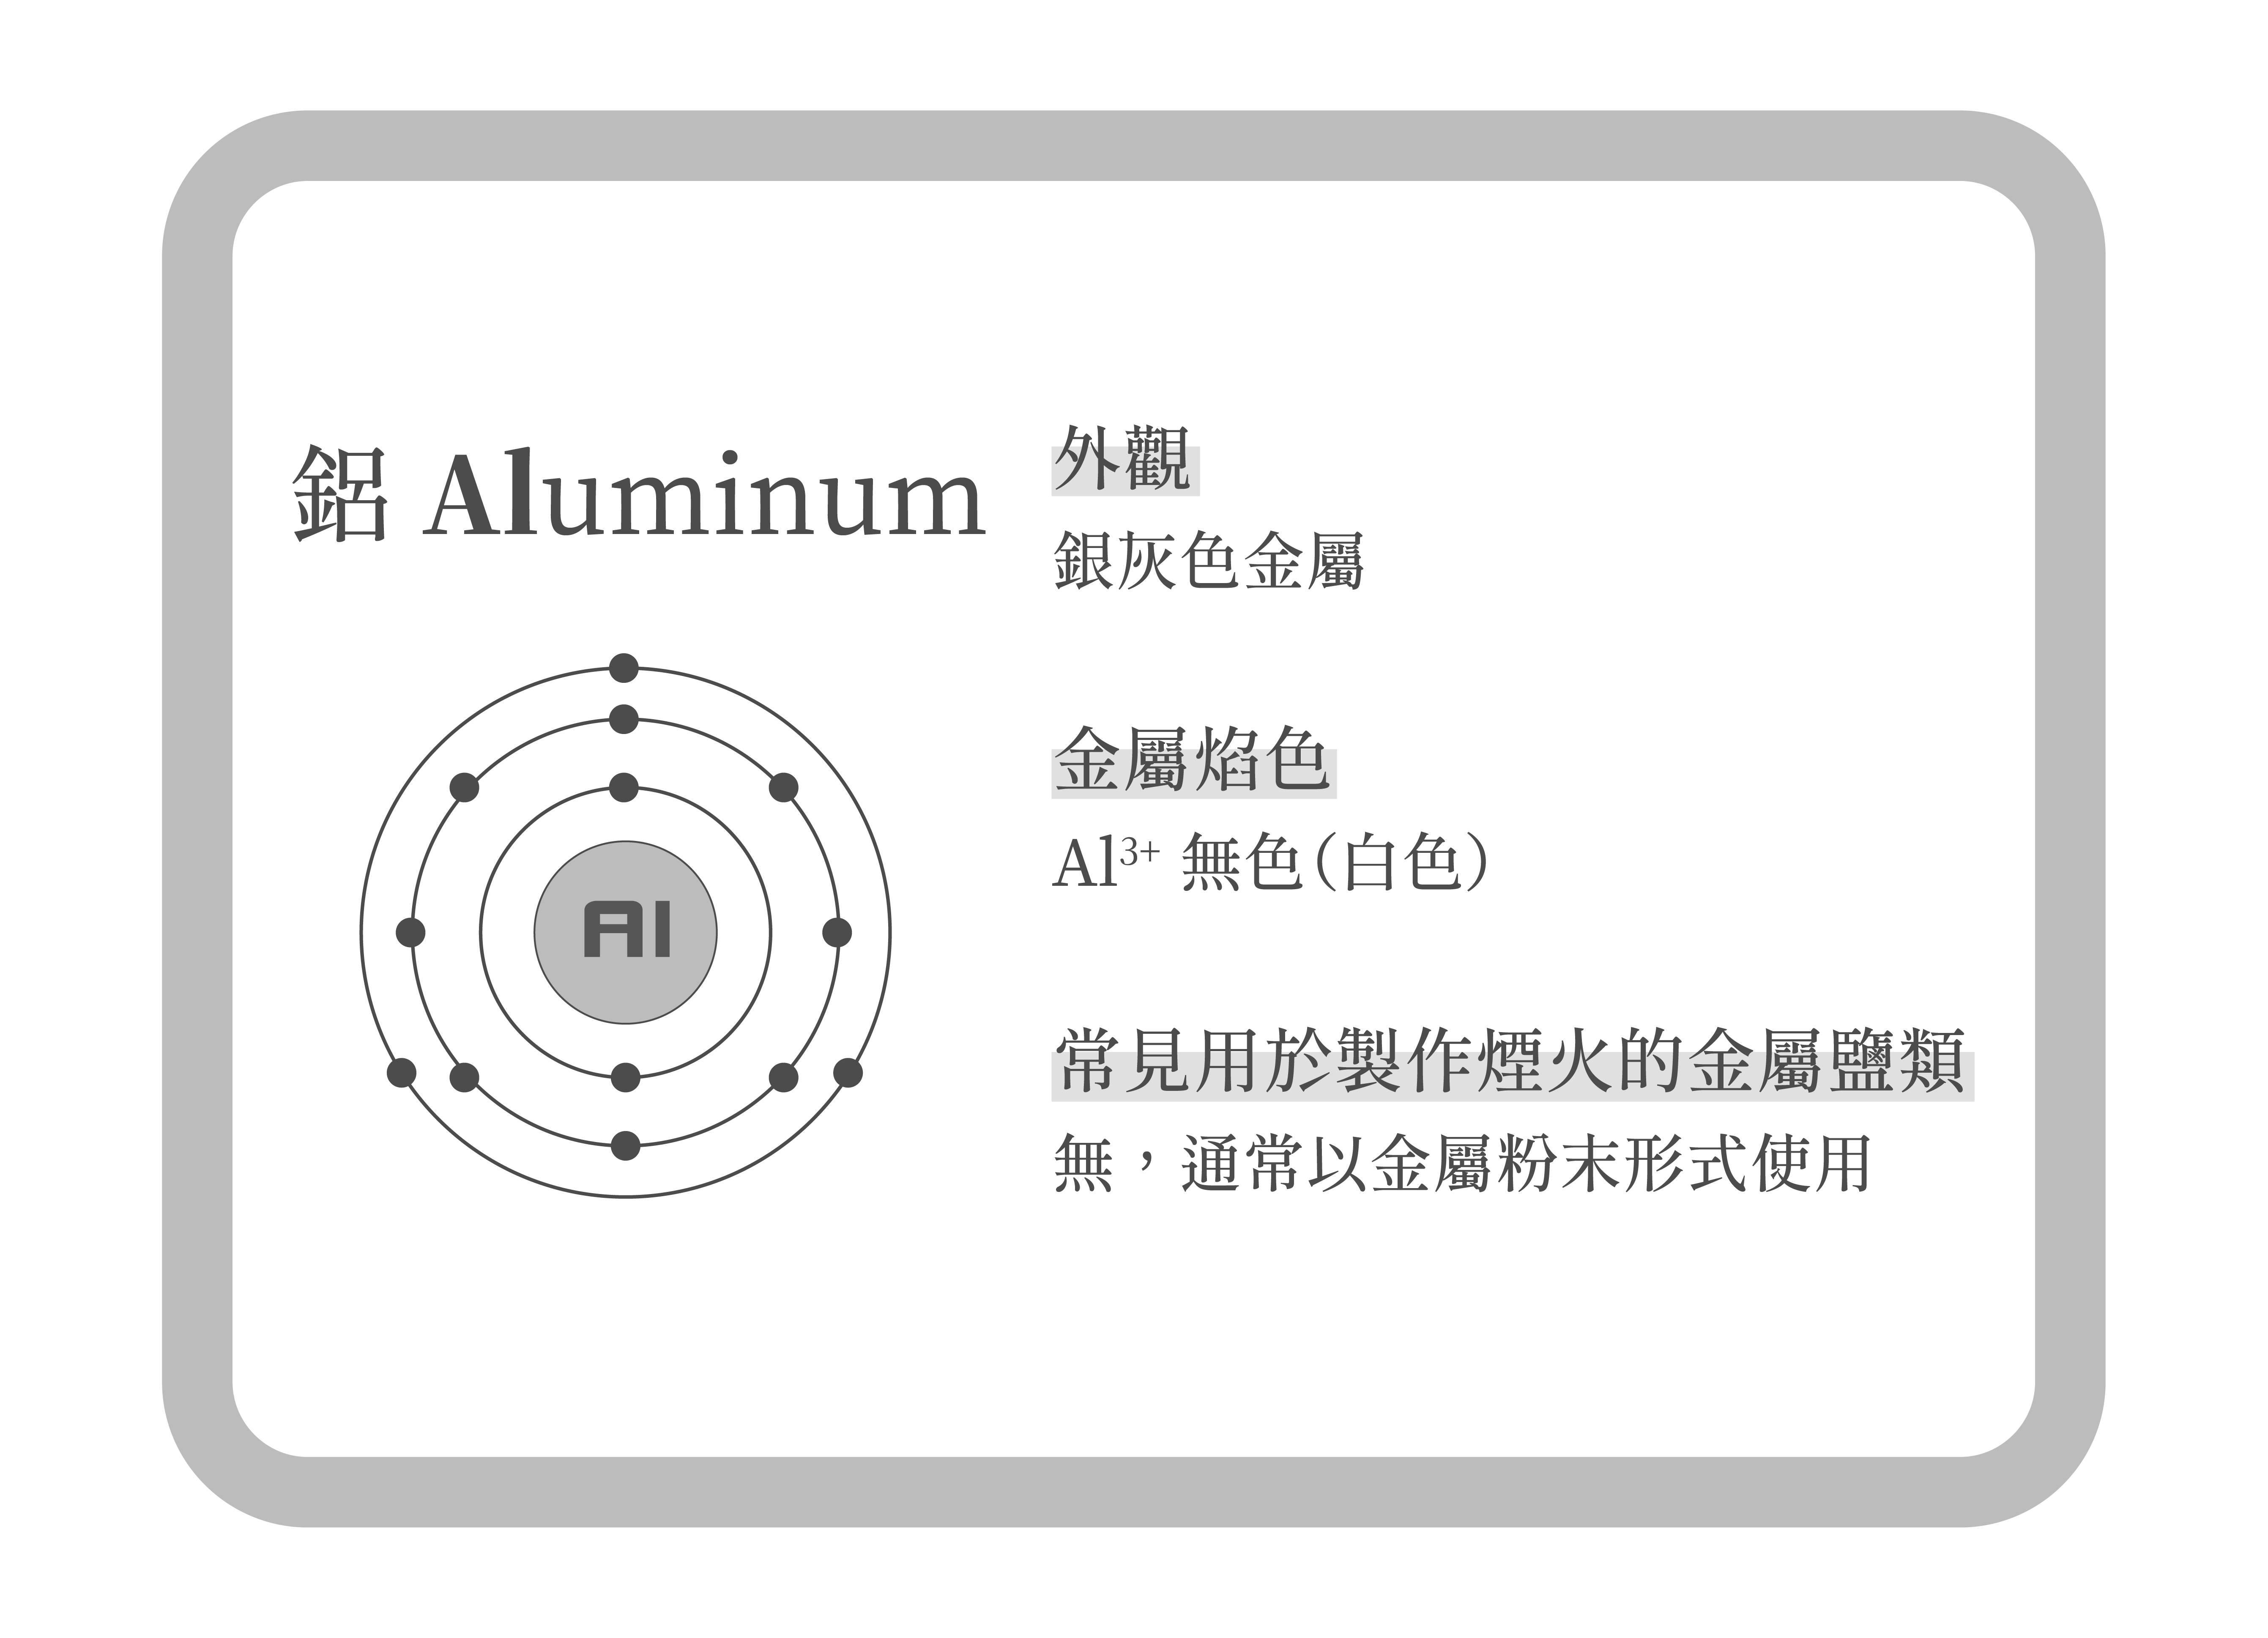 鋁 Aluminum
Al
外觀
銀灰色金屬
金屬焰色
Al³⁺ 無色(白色)
常見用於製作煙火的金屬鹽類
無，通常以金屬粉末形式使用